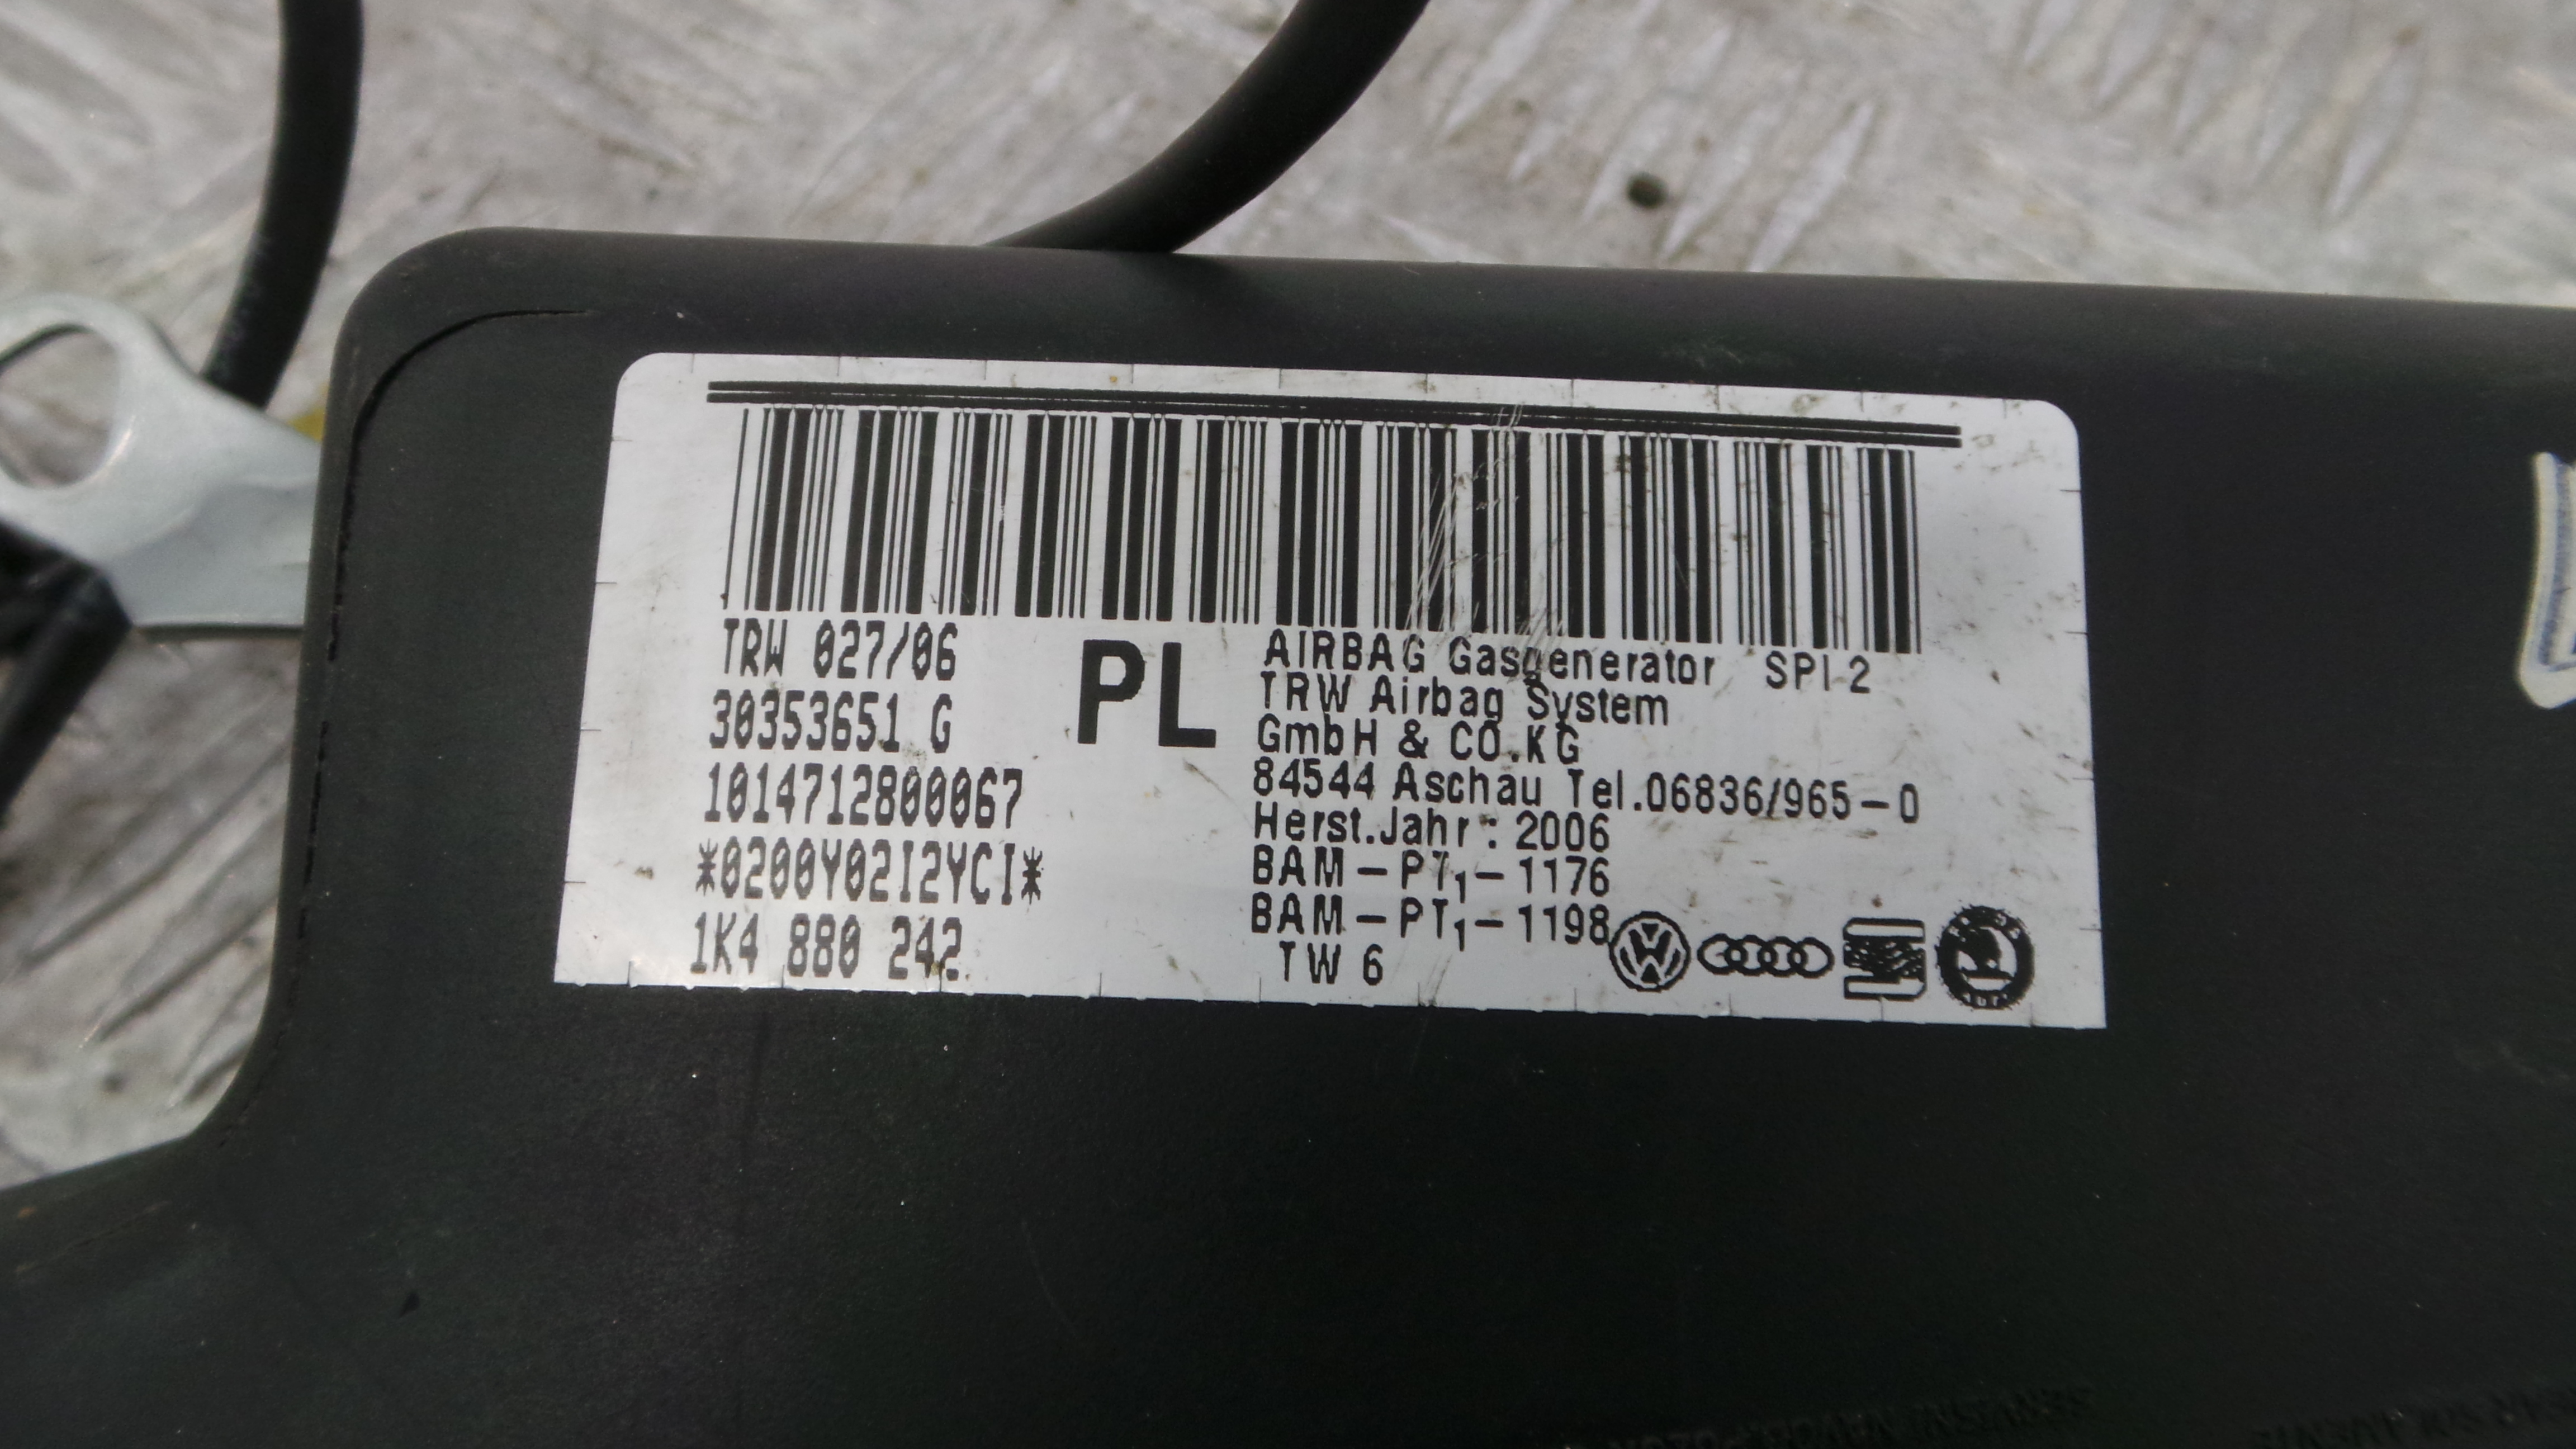 TRW 027/06
30353651 G
1014712800067
*0200Y02I2YCI*
1K4 880 242
PL
AIRBAG Gasgenerator SPI 2
TRW Airbag System
GmbH & CO.KG
84544 Aschau Tel.06836/965-0
Herst.Jahr: 2006
BAM-PT1-1176
BAM-PT1-1198
TW 6